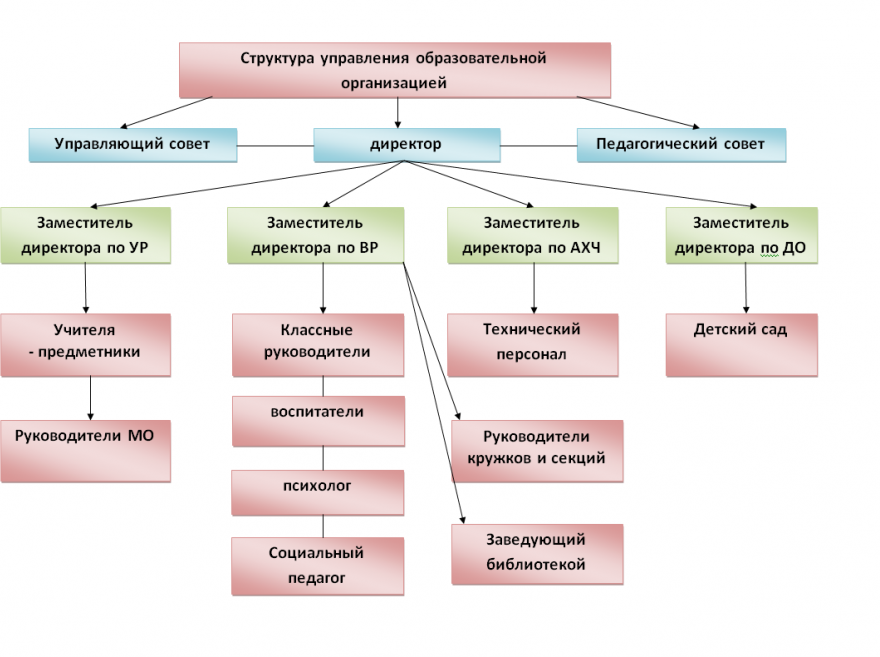 Структура управления образовательной
организацией
Управляющий совет
директор
Педагогический совет
Заместитель
директора по УР
Заместитель
директора по ВР
Заместитель
директора по АХЧ
Заместитель
директора по ДО
Учителя
- предметники
Классные
руководители
Технический
персонал
Детский сад
воспитатели
Руководители МО
Руководители
кружков и секций
психолог
Социальный
педагог
Заведующий
библиотекой